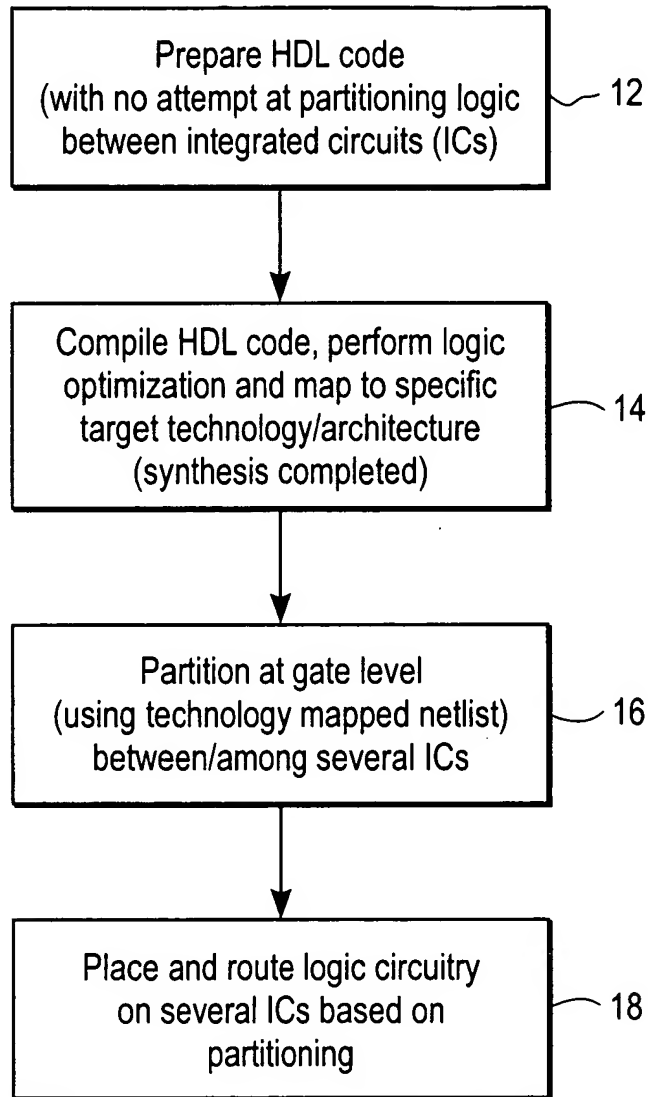 Prepare HDL code
(with no attempt at partitioning logic
between integrated circuits (ICs)
12
Compile HDL code, perform logic
optimization and map to specific
target technology/architecture
(synthesis completed)
14
Partition at gate level
(using technology mapped netlist)
between/among several ICs
16
Place and route logic circuitry
on several ICs based on
partitioning
18